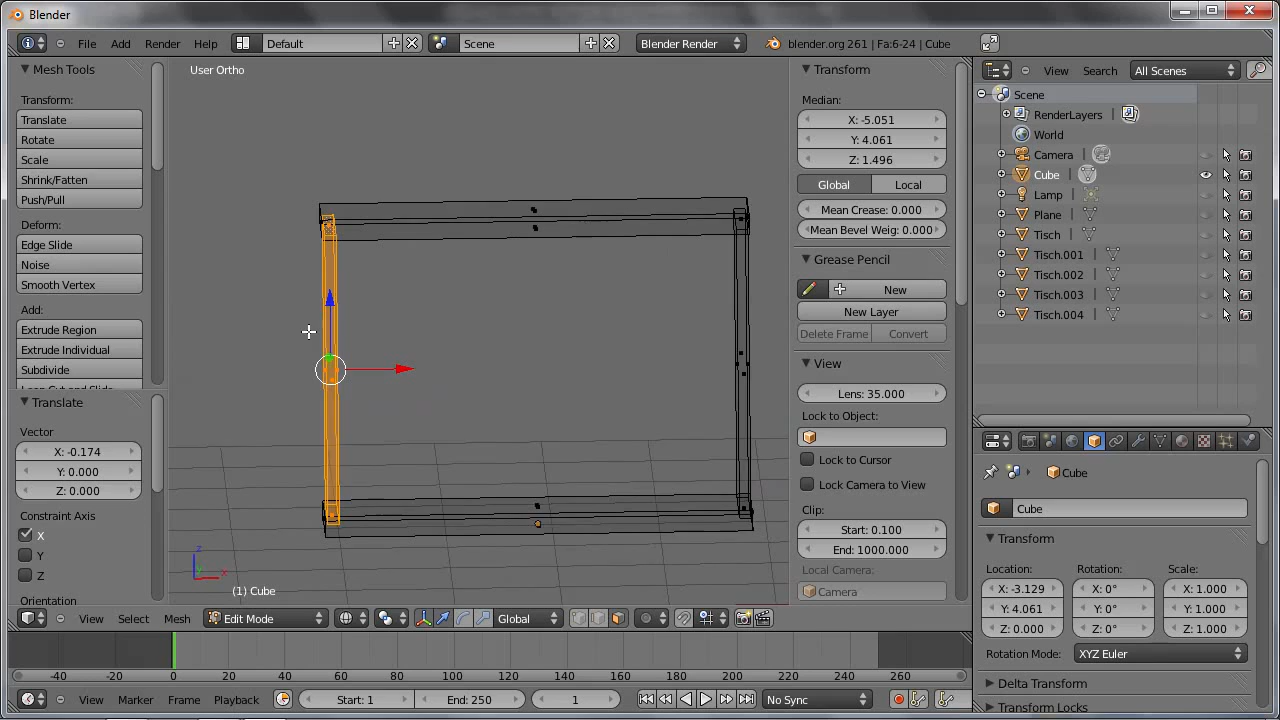 Blender
File Add Render Help Default Scene Blender Render blender.org 261 | Fa:6-24 | Cube
Mesh Tools
Transform:
Translate
Rotate
Scale
Shrink/Fatten
Push/Pull
Deform:
Edge Slide
Noise
Smooth Vertex
Add:
Extrude Region
Extrude Individual
Subdivide
Translate
Vector
X: -0.174
Y: 0.000
Z: 0.000
Constraint Axis
X
Y
Z
Orientation
User Ortho
z
y
x
(1) Cube
Transform
Median:
X: -5.051
Y: 4.061
Z: 1.496
Global Local
Mean Crease: 0.000
Mean Bevel Weig: 0.000
Grease Pencil
New
New Layer
Delete Frame Convert
View
Lens: 35.000
Lock to Object:
Lock to Cursor
Lock Camera to View
Clip:
Start: 0.100
End: 1000.000
Local Camera:
Camera
View Search All Scenes
Scene
RenderLayers
World
Camera
Cube
Lamp
Plane
Tisch
Tisch.001
Tisch.002
Tisch.003
Tisch.004
Cube
Cube
Transform
Location: Rotation: Scale:
X: -3.129 X: 0° X: 1.000
Y: 4.061 Y: 0° Y: 1.000
Z: 0.000 Z: 0° Z: 1.000
Rotation Mode: XYZ Euler
Delta Transform
Transform Locks
View Select Mesh Edit Mode Global
-40 -20 0 20 40 60 80 100 120 140 160 180 200 220 240 260
View Marker Frame Playback Start: 1 End: 250 1 No Sync